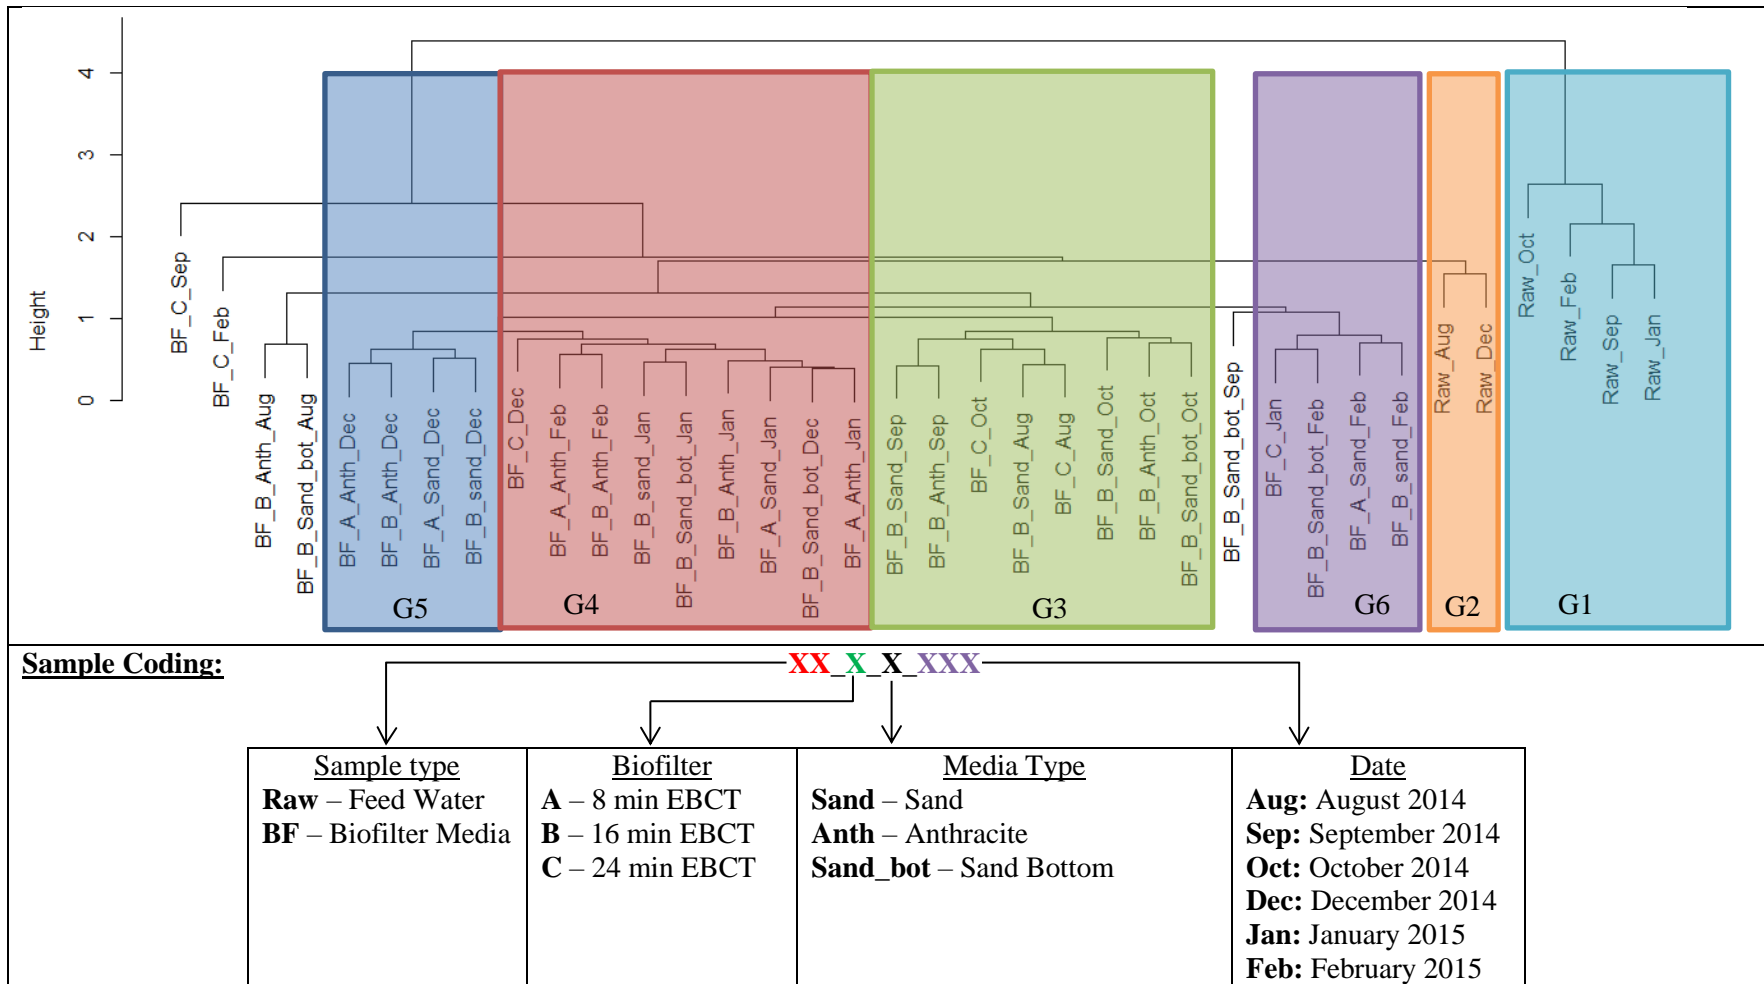 4
3
2
1
0
Height
BF_C_Sep
BF_C_Feb
BF_B_Anth_Aug
BF_B_Sand_bot_Aug
BF_A_Anth_Dec
BF_B_Anth_Dec
BF_A_Sand_Dec
BF_B_sand_Dec
BF_C_Dec
BF_A_Anth_Feb
BF_B_Anth_Feb
BF_B_sand_Jan
BF_B_Sand_bot_Jan
BF_B_Anth_Jan
BF_A_Sand_Jan
BF_B_Sand_bot_Dec
BF_A_Anth_Jan
BF_B_Sand_Sep
BF_B_Anth_Sep
BF_C_Oct
BF_B_Sand_Aug
BF_C_Aug
BF_B_Sand_Oct
BF_B_Anth_Oct
BF_B_Sand_bot_Oct
BF_B_Sand_bot_Sep
BF_C_Jan
BF_B_Sand_bot_Feb
BF_A_Sand_Feb
BF_B_sand_Feb
Raw_Aug
Raw_Dec
Raw_Oct
Raw_Feb
Raw_Sep
Raw_Jan
G5 G4 G3 G6 G2 G1
Sample Coding: XX_X_X_XXX
Sample type
Raw – Feed Water
BF – Biofilter Media
Biofilter
A – 8 min EBCT
B – 16 min EBCT
C – 24 min EBCT
Media Type
Sand – Sand
Anth – Anthracite
Sand_bot – Sand Bottom
Date
Aug: August 2014
Sep: September 2014
Oct: October 2014
Dec: December 2014
Jan: January 2015
Feb: February 2015